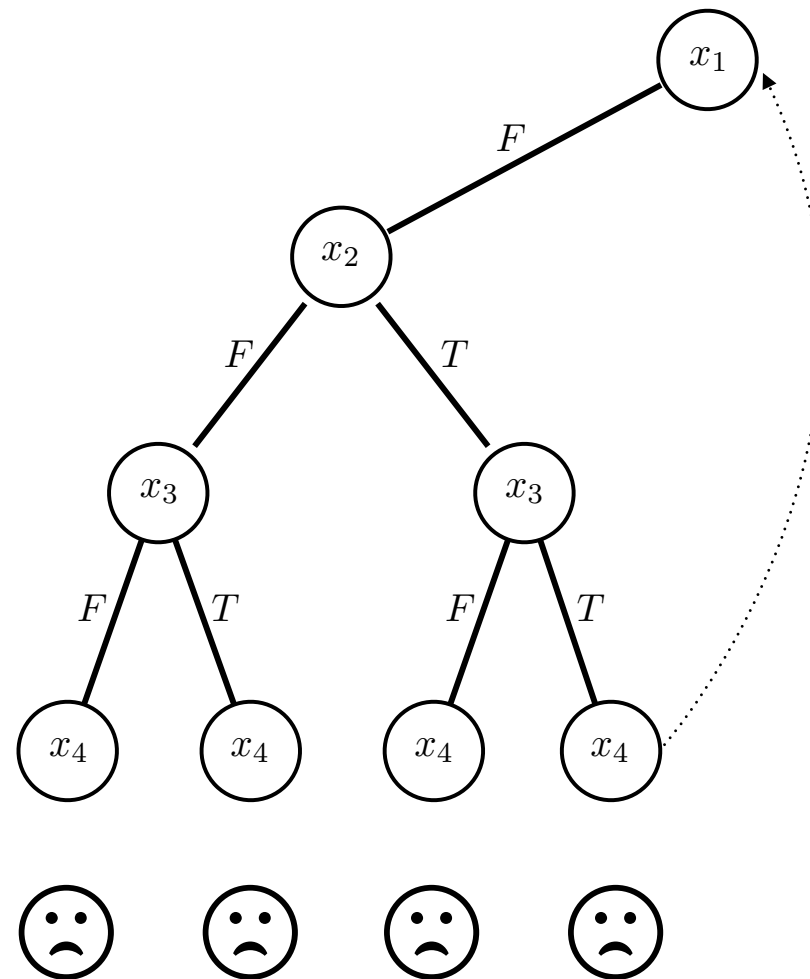 x₁
F
x₂
F T
x₃ x₃
F T F T
x₄ x₄ x₄ x₄